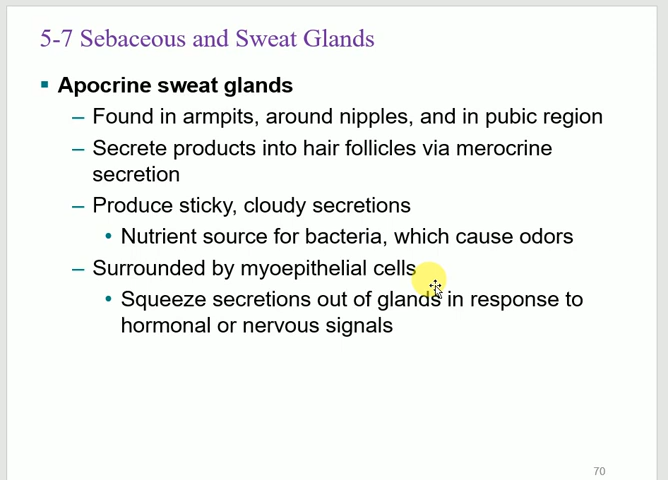 5-7 Sebaceous and Sweat Glands
▪ Apocrine sweat glands
– Found in armpits, around nipples, and in pubic region
– Secrete products into hair follicles via merocrine
secretion
– Produce sticky, cloudy secretions
• Nutrient source for bacteria, which cause odors
– Surrounded by myoepithelial cells
• Squeeze secretions out of glands in response to
hormonal or nervous signals
70